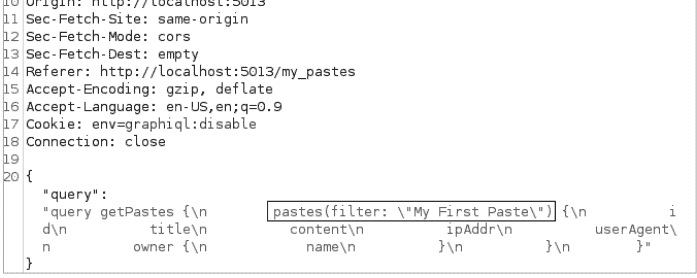 10 Origin: http://localhost:5013
11 Sec-Fetch-Site: same-origin
12 Sec-Fetch-Mode: cors
13 Sec-Fetch-Dest: empty
14 Referer: http://localhost:5013/my_pastes
15 Accept-Encoding: gzip, deflate
16 Accept-Language: en-US,en;q=0.9
17 Cookie: env=graphiql:disable
18 Connection: close
19
20 {
"query":
"query getPastes {\n pastes(filter: \"My First Paste\") {\n i
d\n title\n content\n ipAddr\n userAgent\
n owner {\n name\n }\n }\n }"
}